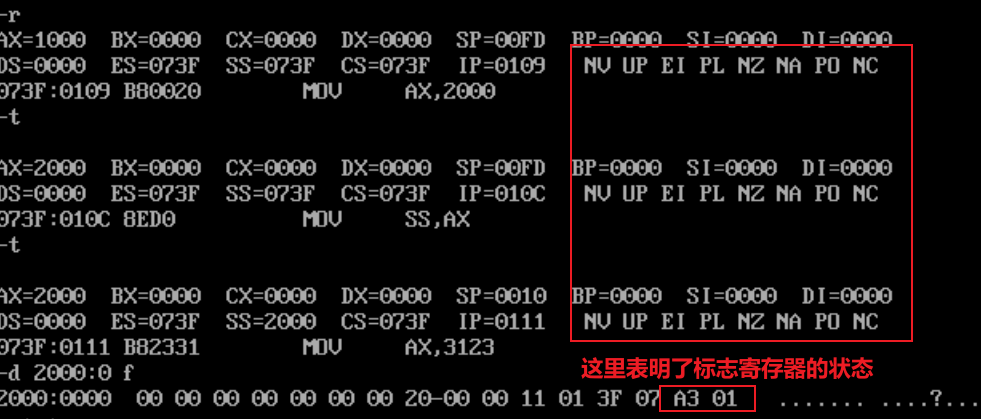 -r
AX=1000 BX=0000 CX=0000 DX=0000 SP=00FD BP=0000 SI=0000 DI=0000
DS=0000 ES=073F SS=073F CS=073F IP=0109 NV UP EI PL NZ NA PO NC
073F:0109 B80020 MOV AX,2000
-t
AX=2000 BX=0000 CX=0000 DX=0000 SP=00FD BP=0000 SI=0000 DI=0000
DS=0000 ES=073F SS=073F CS=073F IP=010C NV UP EI PL NZ NA PO NC
073F:010C 8ED0 MOV SS,AX
-t
AX=2000 BX=0000 CX=0000 DX=0000 SP=0010 BP=0000 SI=0000 DI=0000
DS=0000 ES=073F SS=2000 CS=073F IP=0111 NV UP EI PL NZ NA PO NC
073F:0111 B82331 MOV AX,3123
-d 2000:0 f
这里表明了标志寄存器的状态
2000:0000 00 00 00 00 00 00 00 20-00 00 11 01 3F 07 A3 01 ....... ....?...